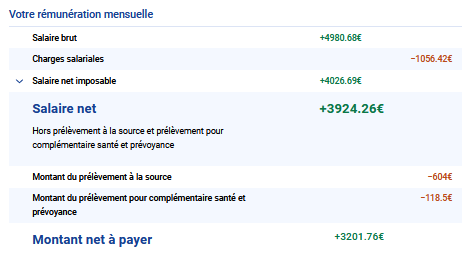 Votre rémunération mensuelle
Salaire brut +4980.68€
Charges salariales −1056.42€
Salaire net imposable +4026.69€
Salaire net +3924.26€
Hors prélèvement à la source et prélèvement pour
complémentaire santé et prévoyance
Montant du prélèvement à la source −604€
Montant du prélèvement pour complémentaire santé et −118.5€
prévoyance
Montant net à payer +3201.76€